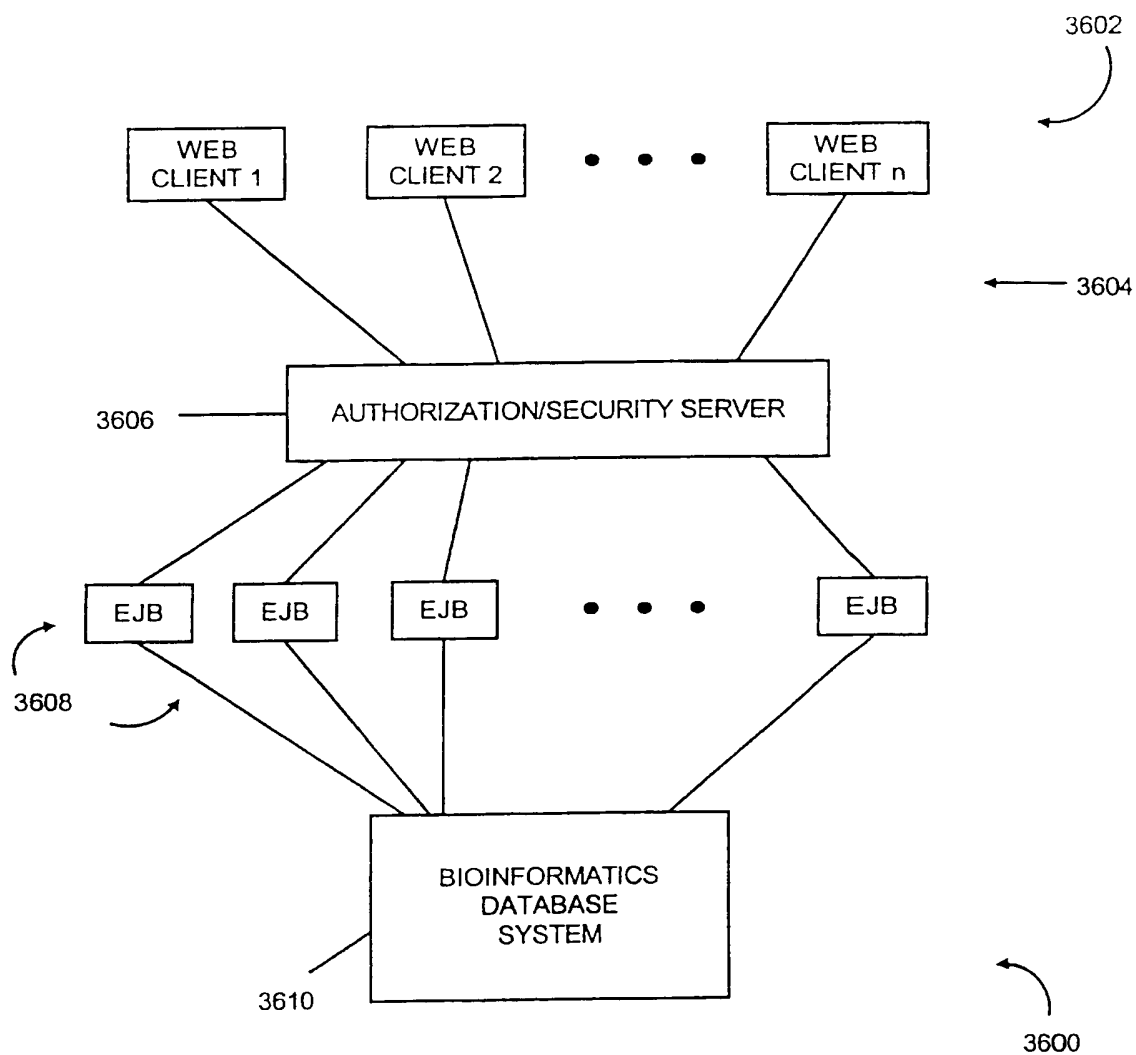 3602
WEB
CLIENT 1
WEB
CLIENT 2
WEB
CLIENT n
3604
3606
AUTHORIZATION/SECURITY SERVER
EJB
EJB
EJB
EJB
3608
BIOINFORMATICS
DATABASE
SYSTEM
3610
3600